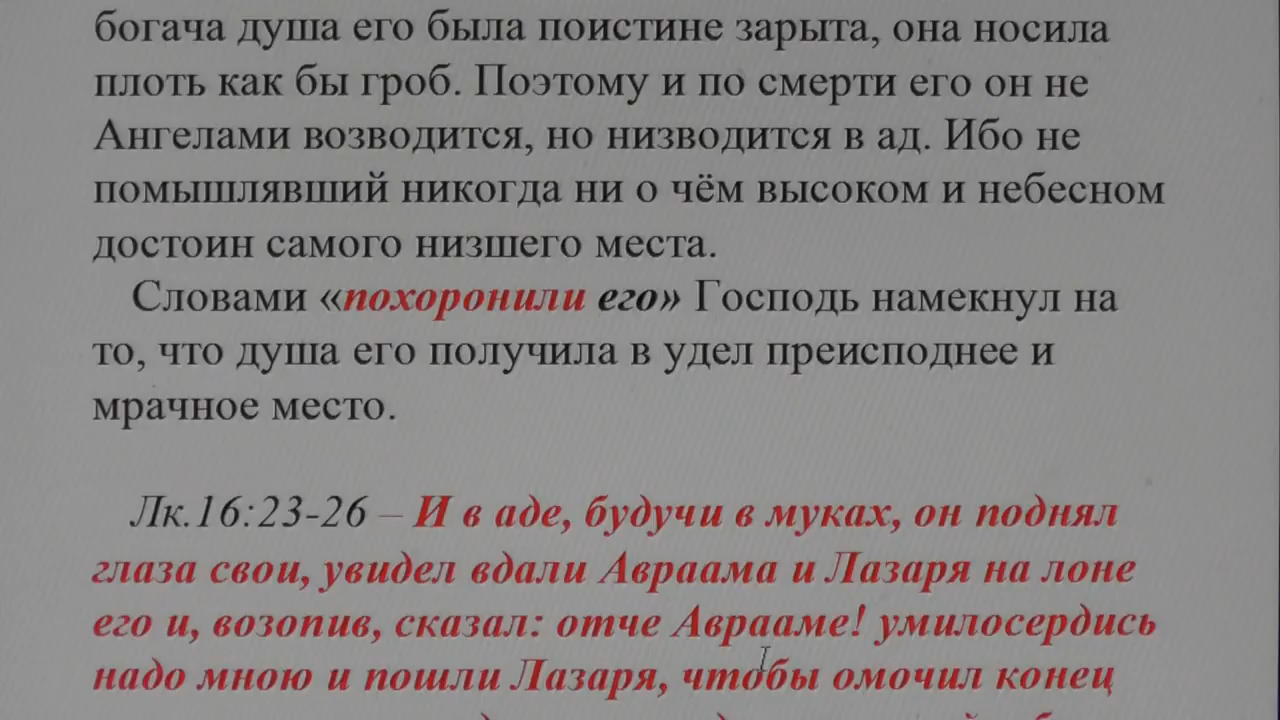 богача душа его была поистине зарыта, она носила
плоть как бы гроб. Поэтому и по смерти его он не
Ангелами возводится, но низводится в ад. Ибо не
помышлявший никогда ни о чём высоком и небесном
достоин самого низшего места.
Словами «похоронили его» Господь намекнул на
то, что душа его получила в удел преисподнее и
мрачное место.
Лк.16:23-26 – И в аде, будучи в муках, он поднял
глаза свои, увидел вдали Авраама и Лазаря на лоне
его и, возопив, сказал: отче Аврааме! умилосердись
надо мною и пошли Лазаря, чтобы омочил конец